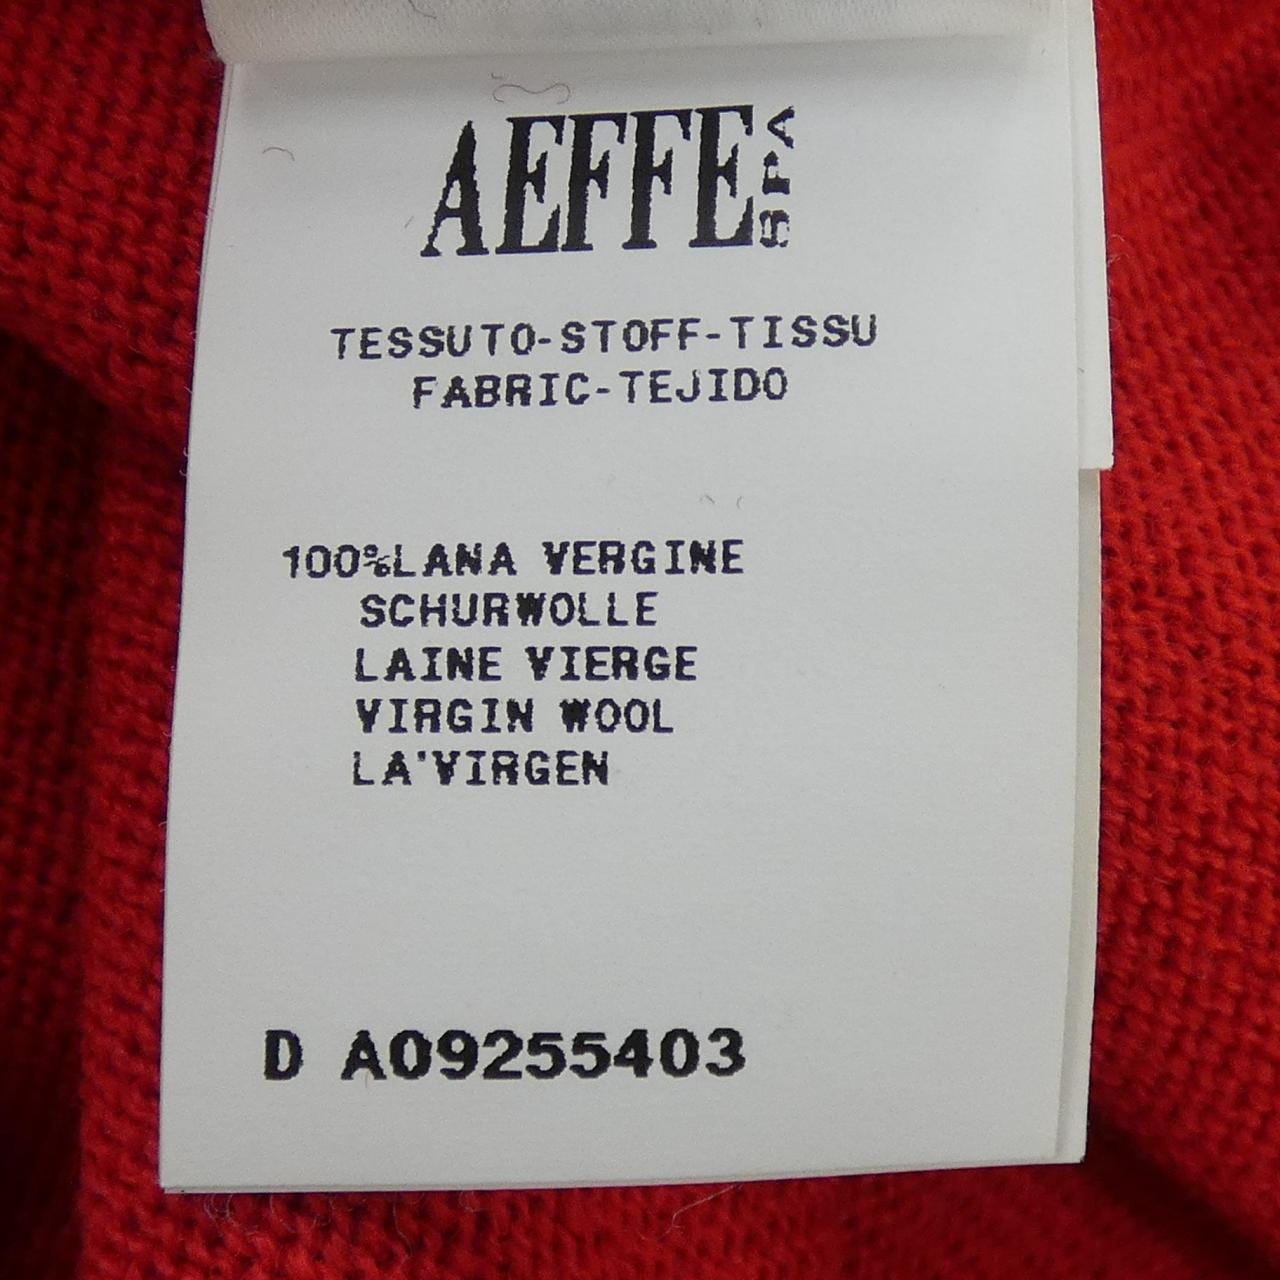 AEFFE SPA
TESSUTO-STOFF-TISSU
FABRIC-TEJIDO
100%LANA VERGINE
SCHURWOLLE
LAINE VIERGE
VIRGIN WOOL
LA'VIRGEN
D A09255403